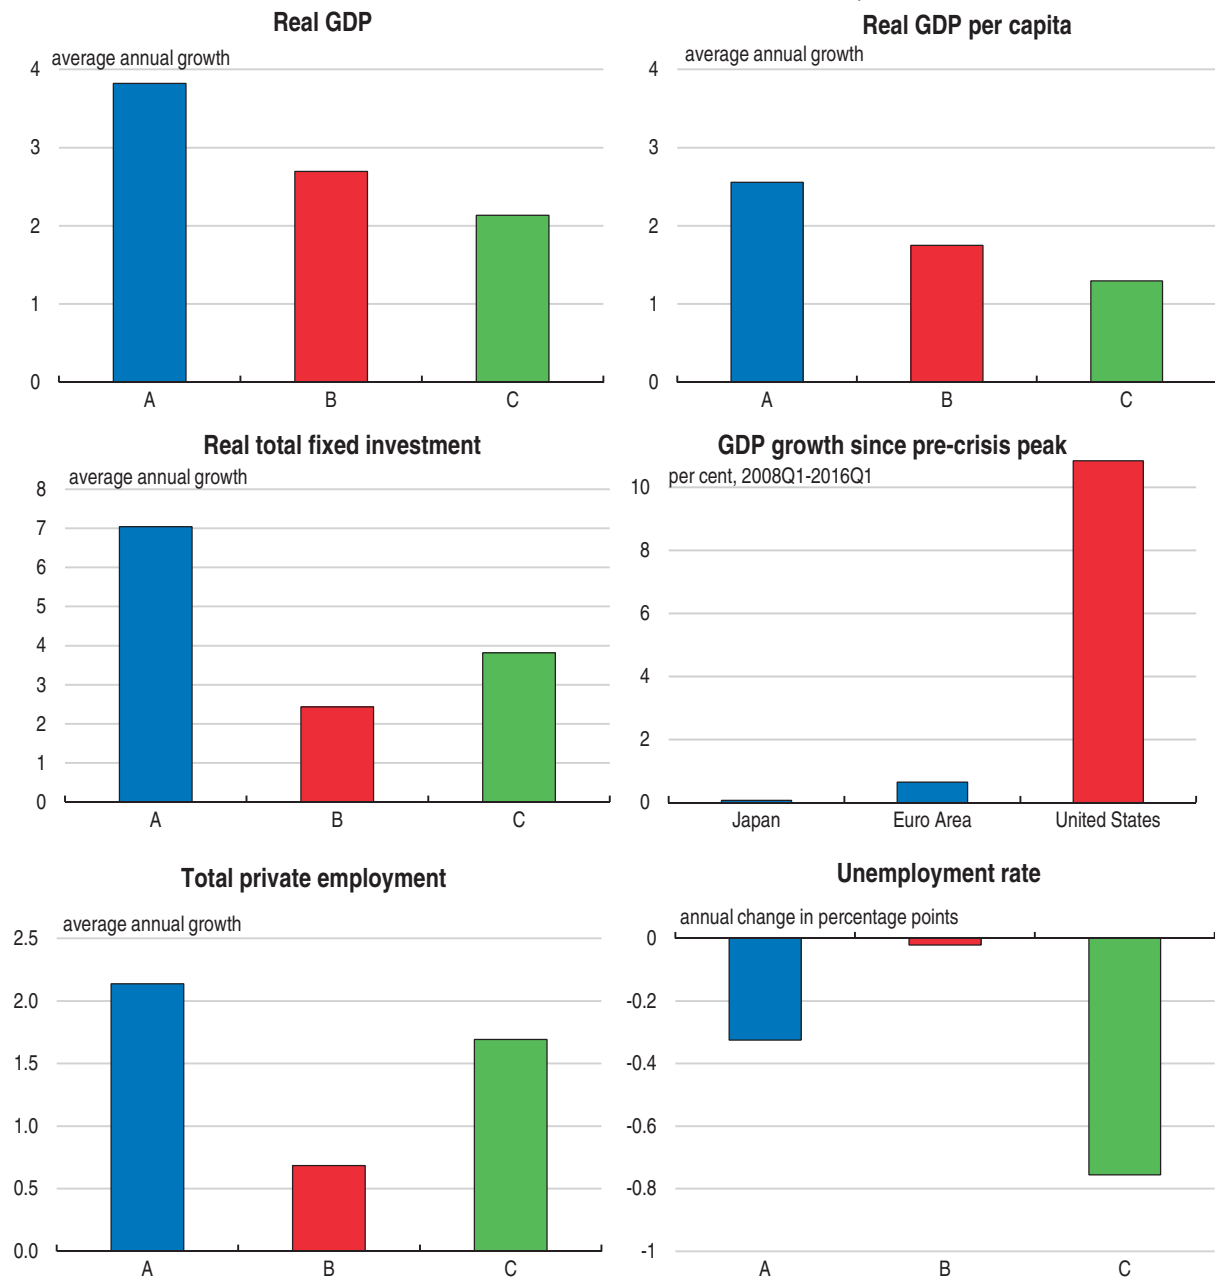 Real GDP
average annual growth
4
3
2
1
0
A B C
Real GDP per capita
average annual growth
4
3
2
1
0
A B C
Real total fixed investment
average annual growth
8
7
6
5
4
3
2
1
0
A B C
GDP growth since pre-crisis peak
per cent, 2008Q1-2016Q1
10
8
6
4
2
0
Japan Euro Area United States
Total private employment
average annual growth
2.5
2.0
1.5
1.0
0.5
0.0
A B C
Unemployment rate
annual change in percentage points
0
-0.2
-0.4
-0.6
-0.8
-1
A B C